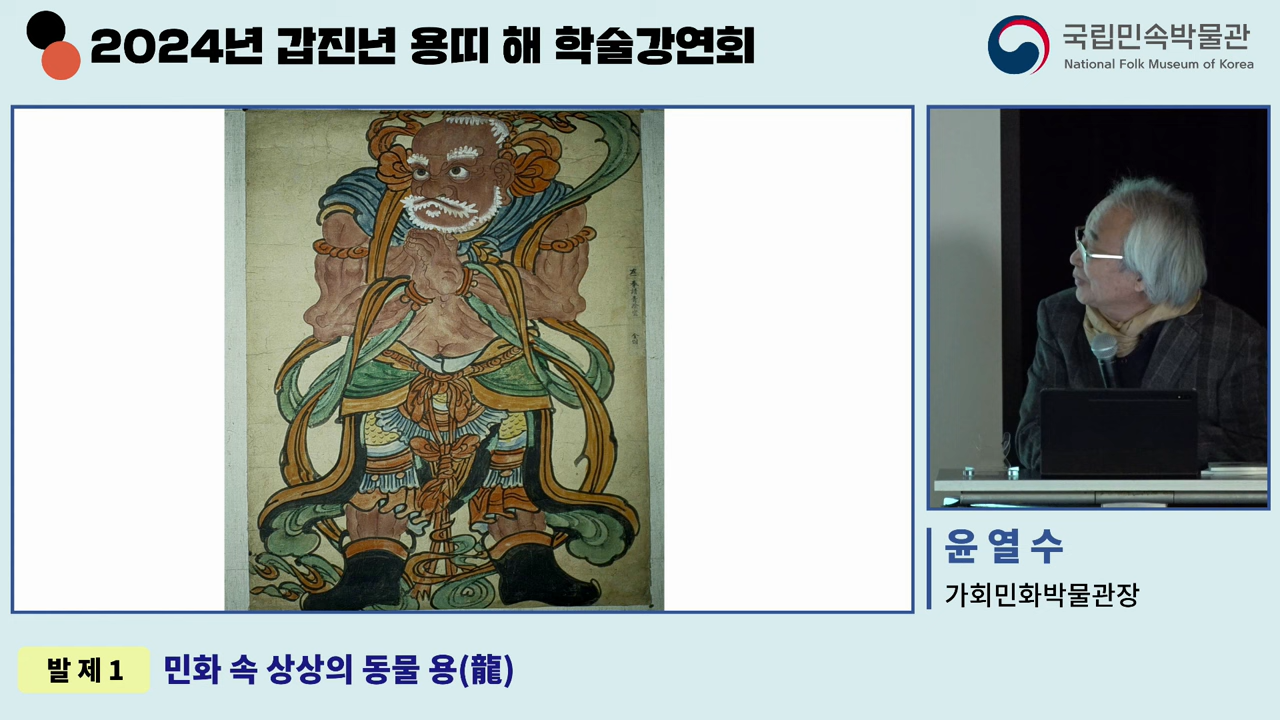 2024년 갑진년 용띠 해 학술강연회
국립민속박물관
National Folk Museum of Korea
윤열수
가회민화박물관장
발제1
민화 속 상상의 동물 용(龍)